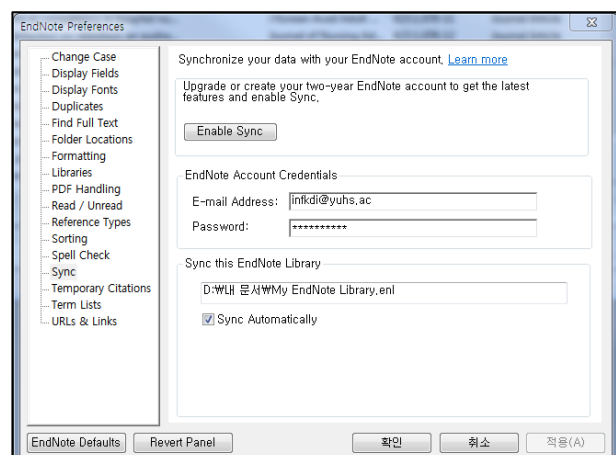 EndNote Preferences
Change Case
Display Fields
Display Fonts
Duplicates
Find Full Text
Folder Locations
Formatting
Libraries
PDF Handling
Read / Unread
Reference Types
Sorting
Spell Check
Sync
Temporary Citations
Term Lists
URLs & Links
Synchronize your data with your EndNote account, Learn more
Upgrade or create your two-year EndNote account to get the latest
features and enable Sync,
Enable Sync
EndNote Account Credentials
E-mail Address: infkdi@yuhs,ac
Password: **********
Sync this EndNote Library
D:₩내 문서₩My EndNote Library,enl
Sync Automatically
EndNote Defaults Revert Panel 확인 취소 적용(A)